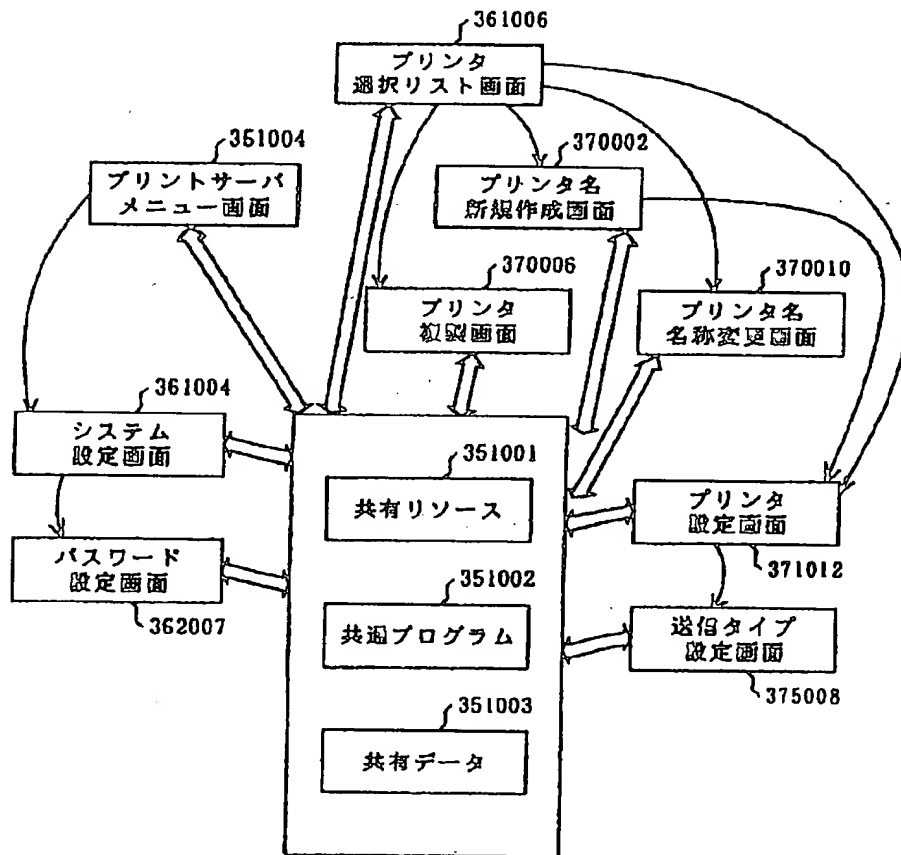 361006
プリンタ
選択リスト画面
351004
プリントサーバ
メニュー画面
370002
プリンタ名
新規作成画面
370006
プリンタ
複製画面
370010
プリンタ名
名称変更画面
361004
システム
設定画面
351001
共有リソース
プリンタ
設定画面
371012
パスワード
設定画面
362007
351002
共通プログラム
送信タイプ
設定画面
375008
351003
共有データ